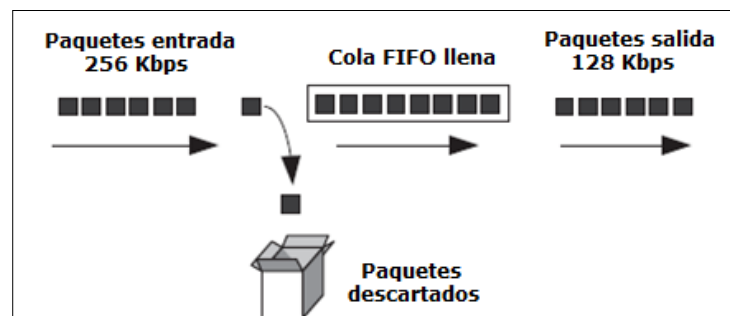 Paquetes entrada
256 Kbps
Cola FIFO llena
Paquetes salida
128 Kbps
Paquetes
descartados